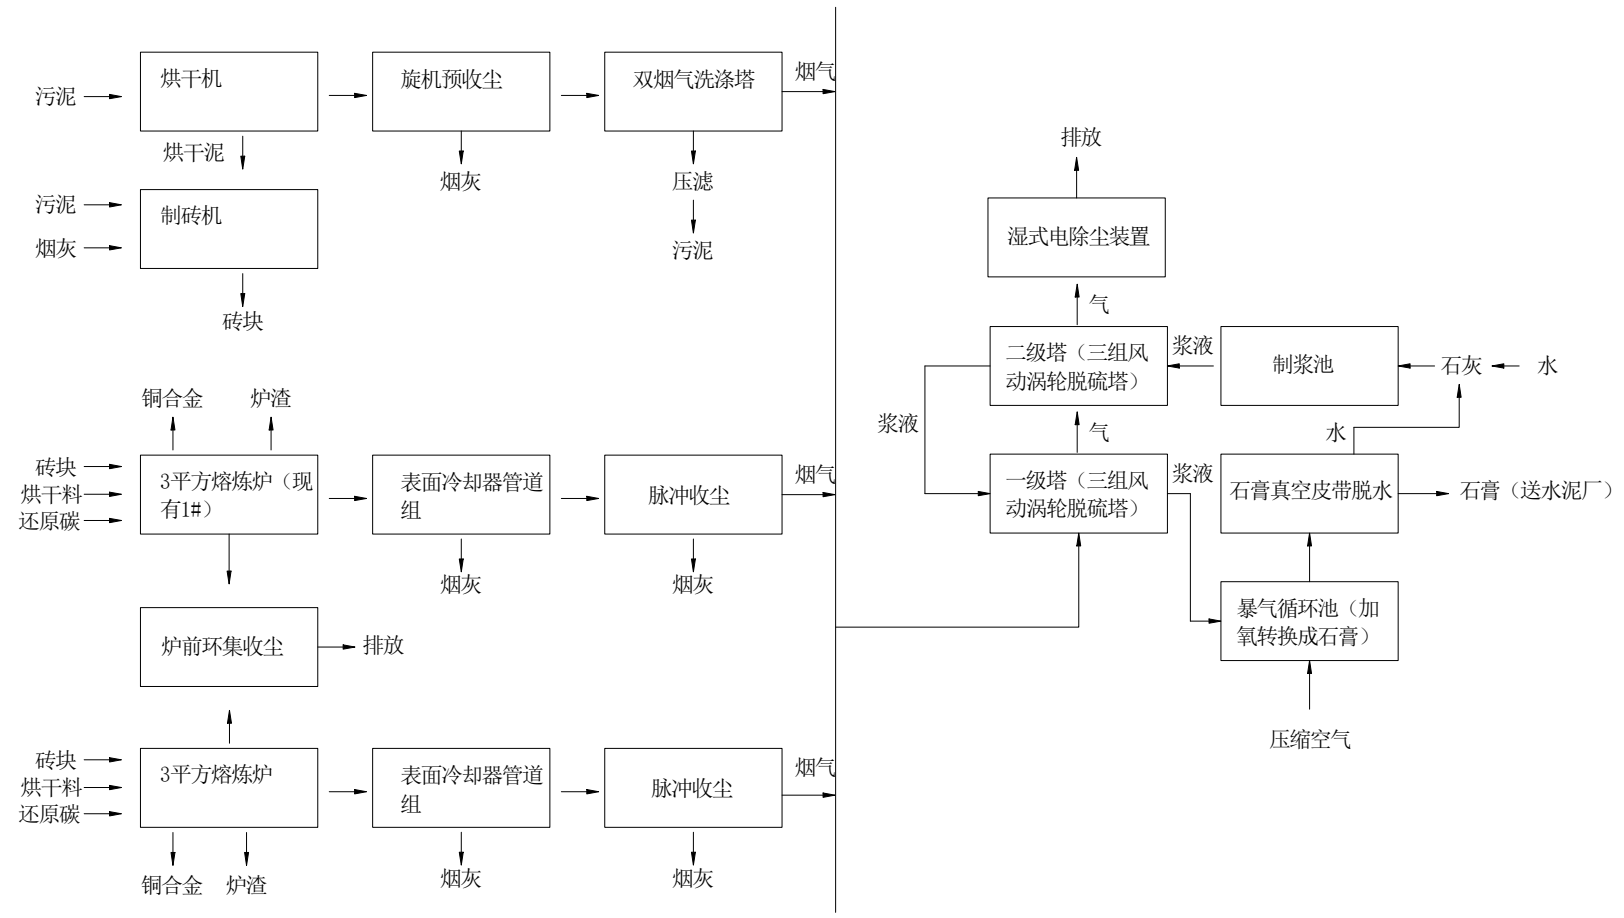 污泥
烘干机
旋机预收尘
双烟气洗涤塔
烟气
烘干泥
烟灰
压滤
污泥
污泥
烟灰
制砖机
砖块
铜合金
炉渣
砖块
烘干料
还原碳
3平方熔炼炉（现
有1#）
表面冷却器管道
组
脉冲收尘
烟气
烟灰
烟灰
炉前环集收尘
排放
砖块
烘干料
还原碳
3平方熔炼炉
表面冷却器管道
组
脉冲收尘
烟气
铜合金
炉渣
烟灰
烟灰
排放
湿式电除尘装置
气
二级塔（三组风
动涡轮脱硫塔）
浆液
制浆池
石灰
水
浆液
气
水
一级塔（三组风
动涡轮脱硫塔）
浆液
石膏真空皮带脱水
石膏（送水泥厂）
暴气循环池（加
氧转换成石膏）
压缩空气